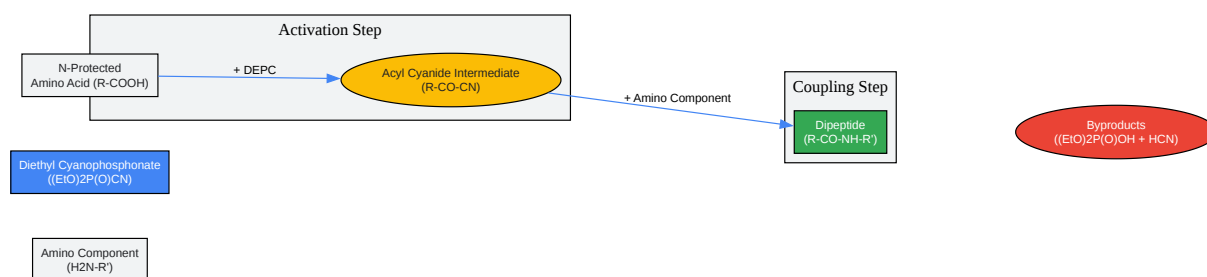 Activation Step
N-Protected
Amino Acid (R-COOH)
+ DEPC
Acyl Cyanide Intermediate
(R-CO-CN)
+ Amino Component
Coupling Step
Dipeptide
(R-CO-NH-R')
Byproducts
((EtO)2P(O)OH + HCN)
Diethyl Cyanophosphonate
((EtO)2P(O)CN)
Amino Component
(H2N-R')